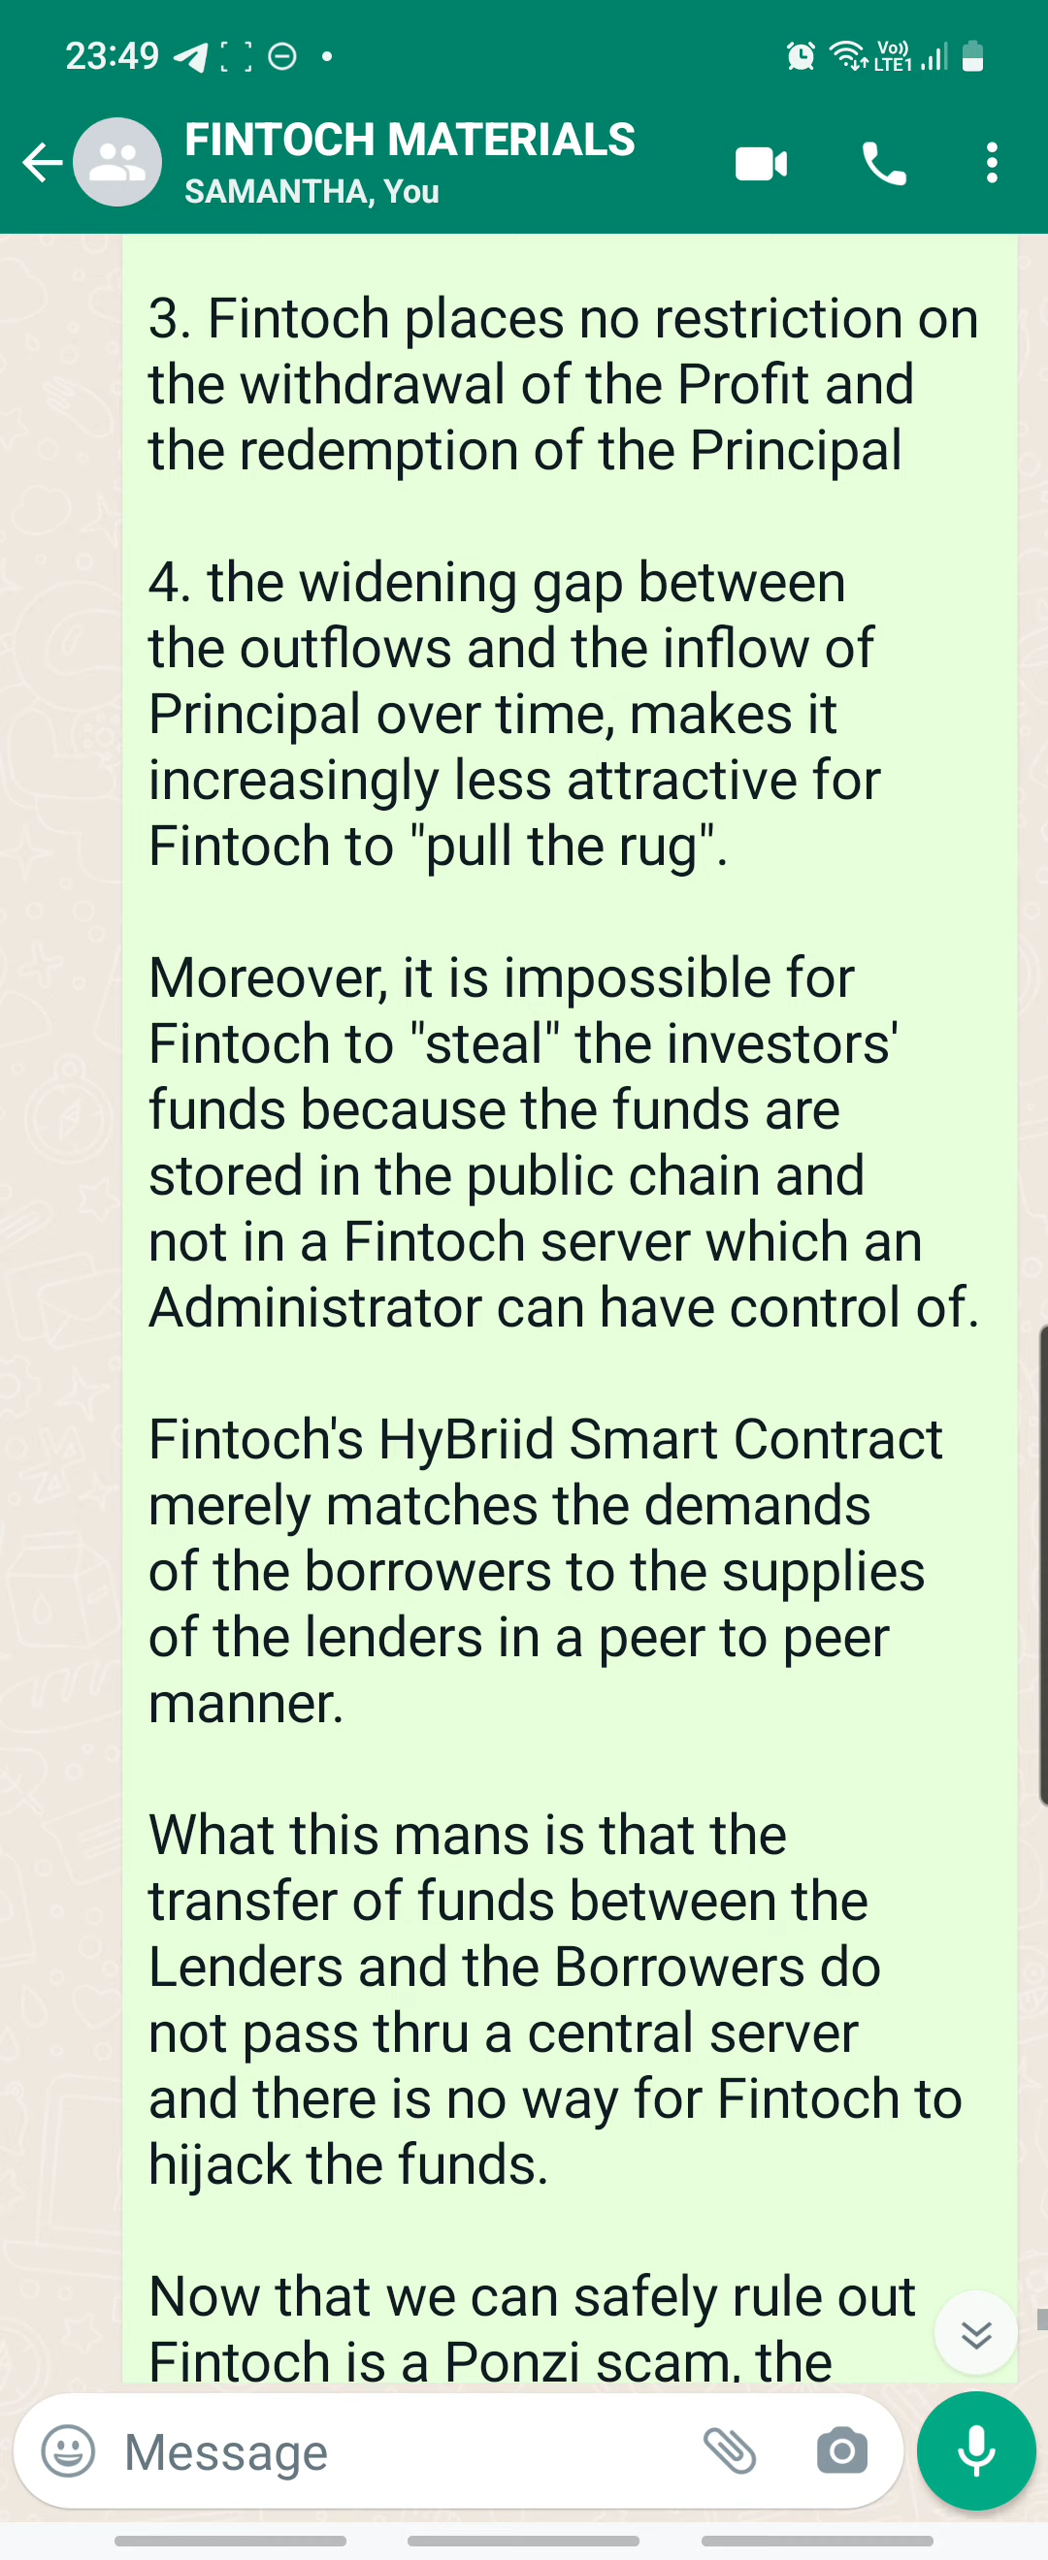 23:49
Vo))
LTE1
FINTOCH MATERIALS
SAMANTHA, You
3. Fintoch places no restriction on
the withdrawal of the Profit and
the redemption of the Principal
4. the widening gap between
the outflows and the inflow of
Principal over time, makes it
increasingly less attractive for
Fintoch to "pull the rug".
Moreover, it is impossible for
Fintoch to "steal" the investors'
funds because the funds are
stored in the public chain and
not in a Fintoch server which an
Administrator can have control of.
Fintoch's HyBriid Smart Contract
merely matches the demands
of the borrowers to the supplies
of the lenders in a peer to peer
manner.
What this mans is that the
transfer of funds between the
Lenders and the Borrowers do
not pass thru a central server
and there is no way for Fintoch to
hijack the funds.
Now that we can safely rule out
Fintoch is a Ponzi scam, the
Message